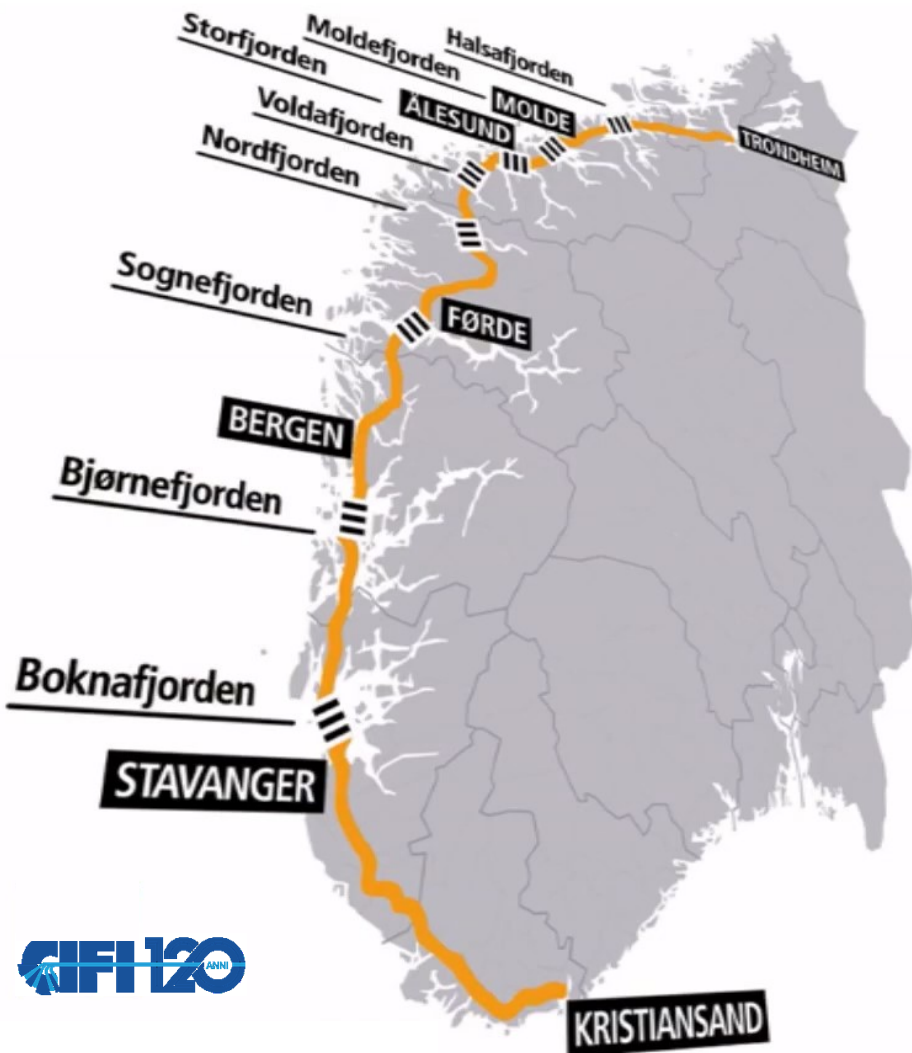 Halsafjorden
Moldefjorden
Storfjorden
MOLDE
ÅLESUND
Voldafjorden
TRONDHEIM
Nordfjorden
Sognefjorden
FØRDE
BERGEN
Bjørnefjorden
Boknafjorden
STAVANGER
CIFI 120
ANNI
KRISTIANSAND